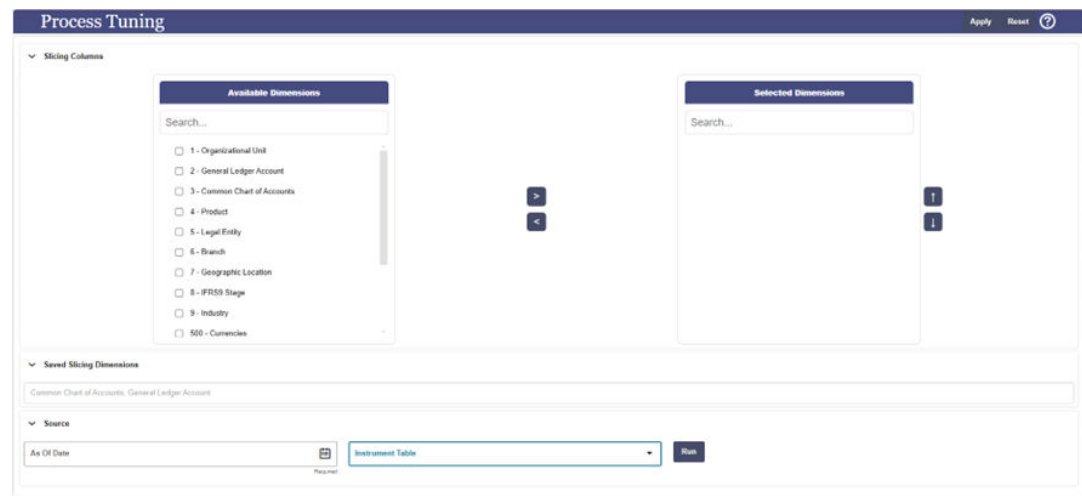 Process Tuning
Apply Reset ?
Slicing Columns
Available Dimensions
Selected Dimensions
Search...
Search...
1 - Organizational Unit
2 - General Ledger Account
3 - Common Chart of Accounts
4 - Product
5 - Legal Entity
6 - Branch
7 - Geographic Location
8 - IFRS9 Stage
9 - Industry
500 - Currencies
>
<
↑
↓
Saved Slicing Dimensions
Common Chart of Accounts, General Ledger Account
Source
As Of Date
Instrument Table
Run
Required